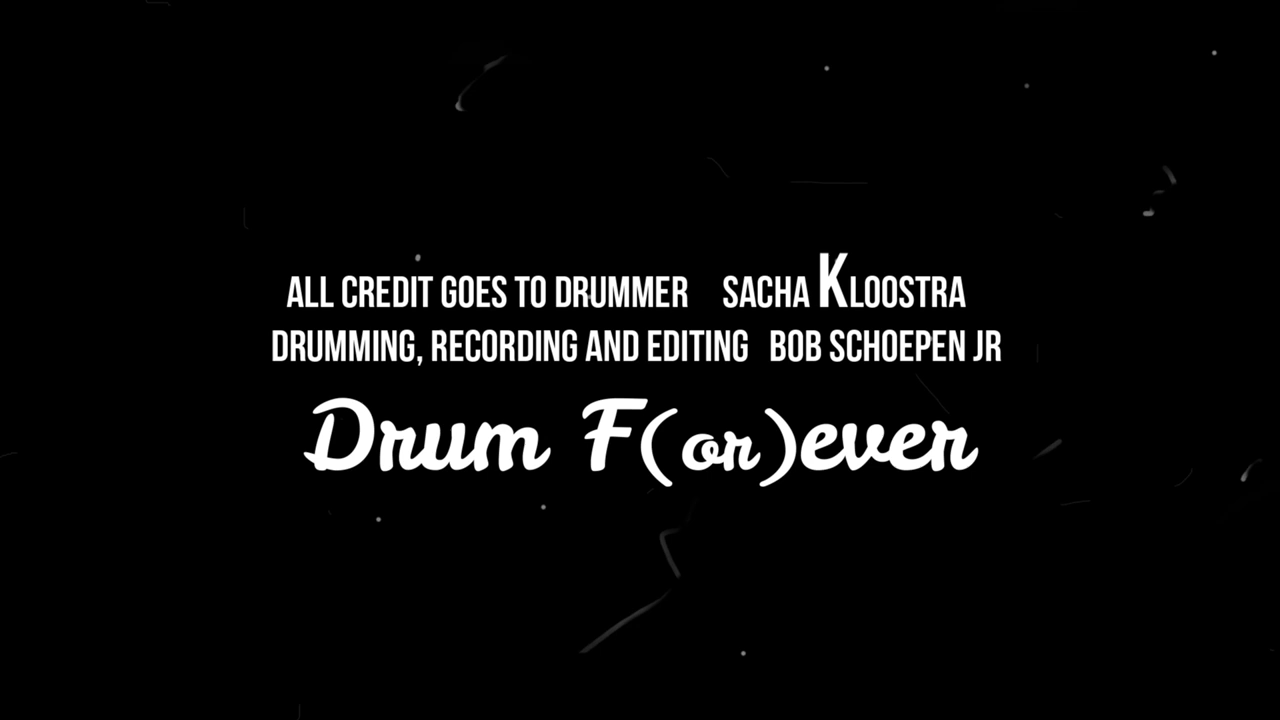 ALL CREDIT GOES TO DRUMMER SACHA KLOOSTRA
DRUMMING, RECORDING AND EDITING BOB SCHOEPEN JR
Drum F(or)ever